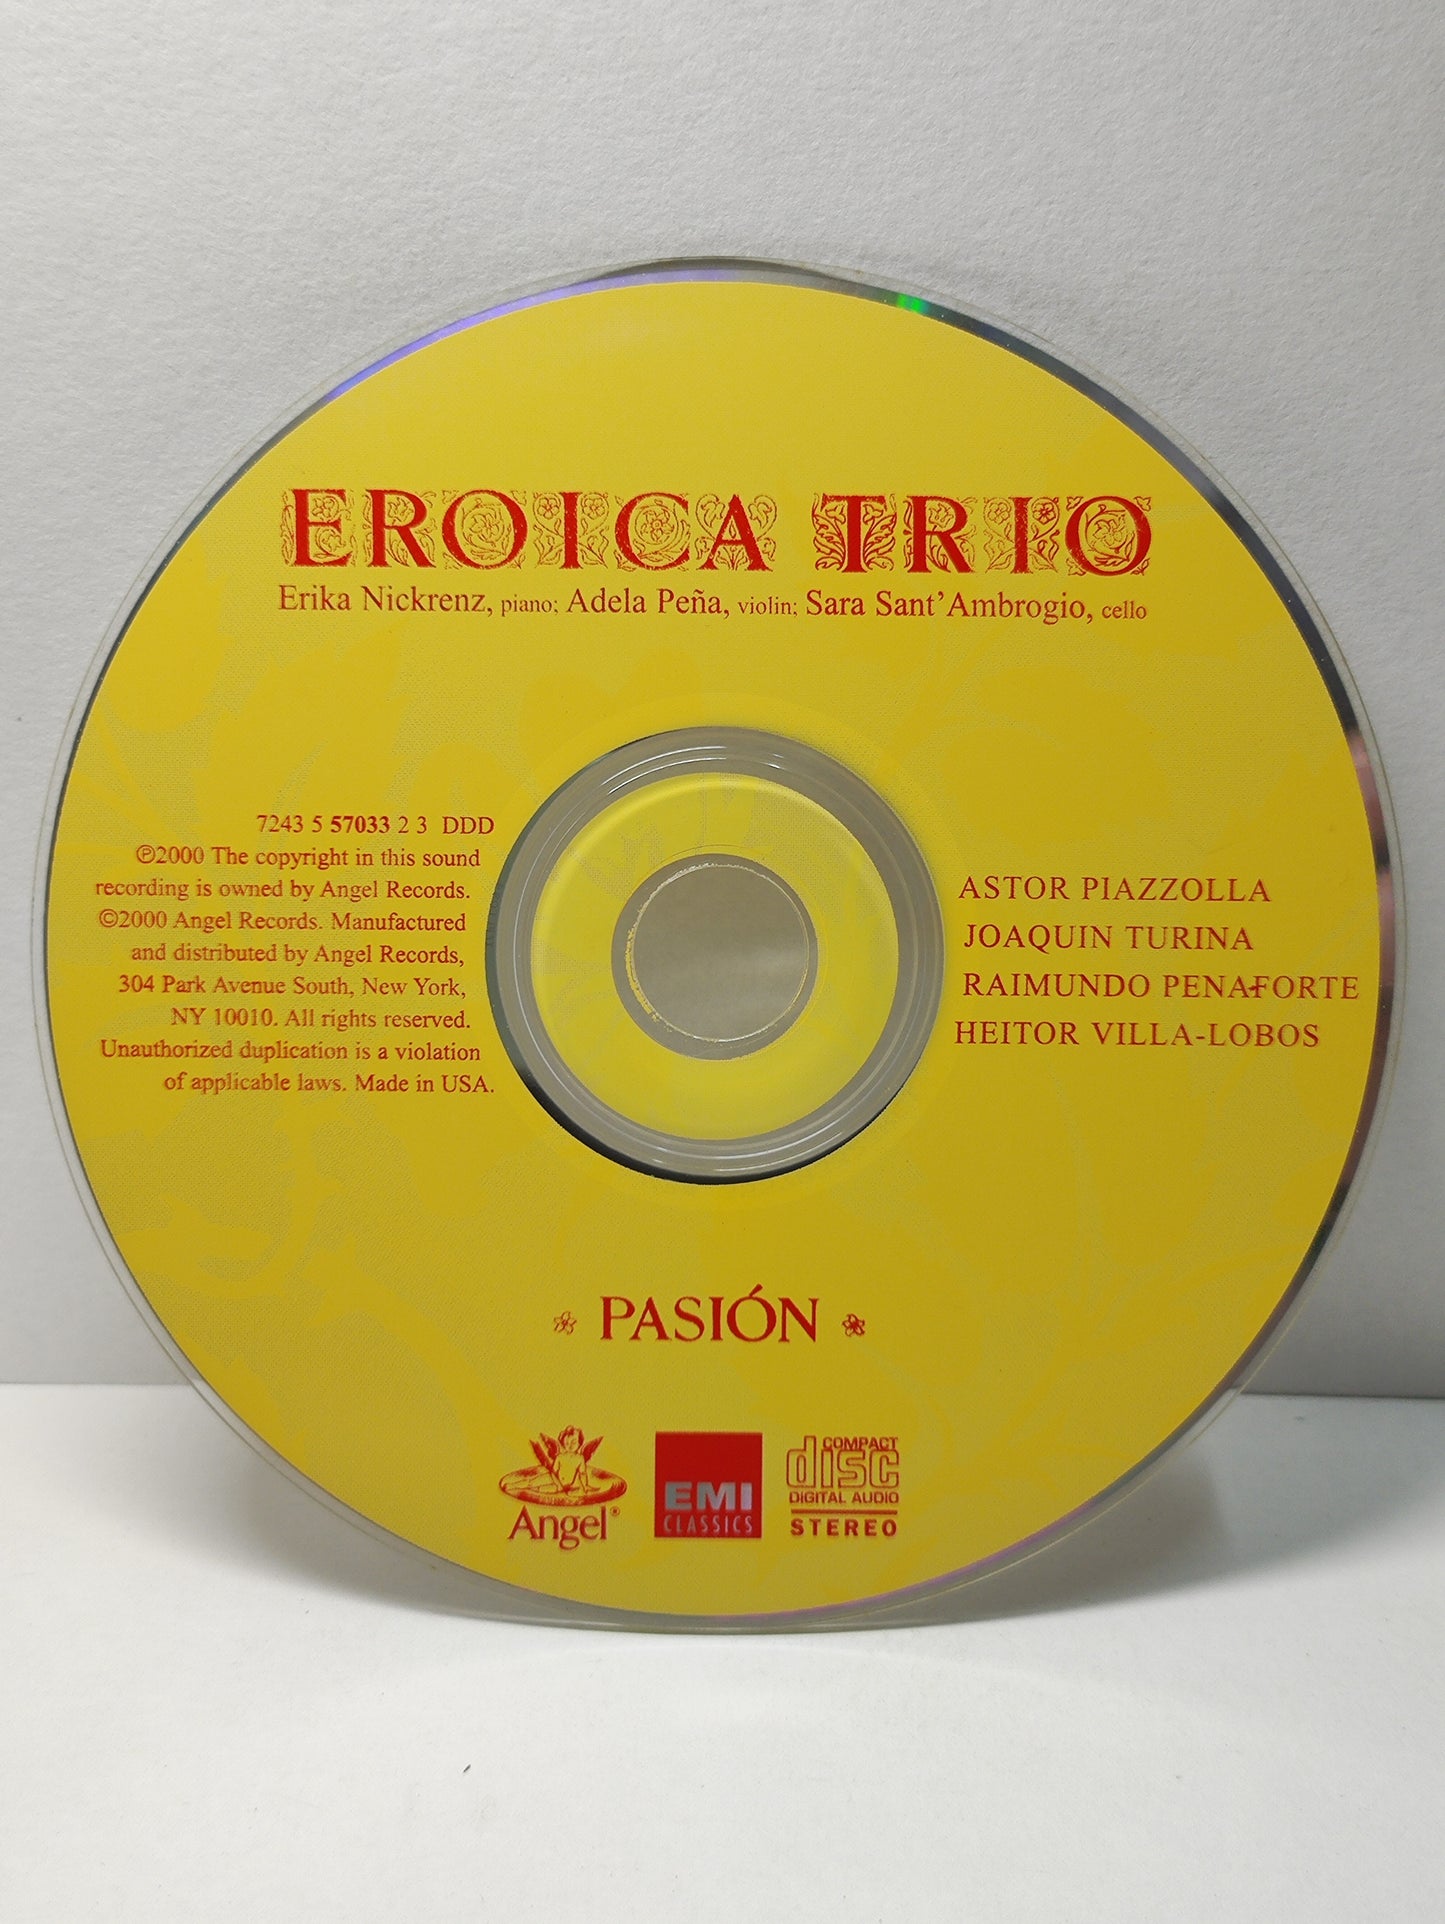 EROICA TRIO
Erika Nickrenz, piano; Adela Peña, violin; Sara Sant'Ambrogio, cello
7243 5 57033 2 3 DDD
℗2000 The copyright in this sound
recording is owned by Angel Records.
©2000 Angel Records. Manufactured
and distributed by Angel Records,
304 Park Avenue South, New York,
NY 10010. All rights reserved.
Unauthorized duplication is a violation
of applicable laws. Made in USA.
ASTOR PIAZZOLLA
JOAQUIN TURINA
RAIMUNDO PENAFORTE
HEITOR VILLA-LOBOS
PASIÓN
Angel®
EMI
CLASSICS
COMPACT
disc
DIGITAL AUDIO
STEREO